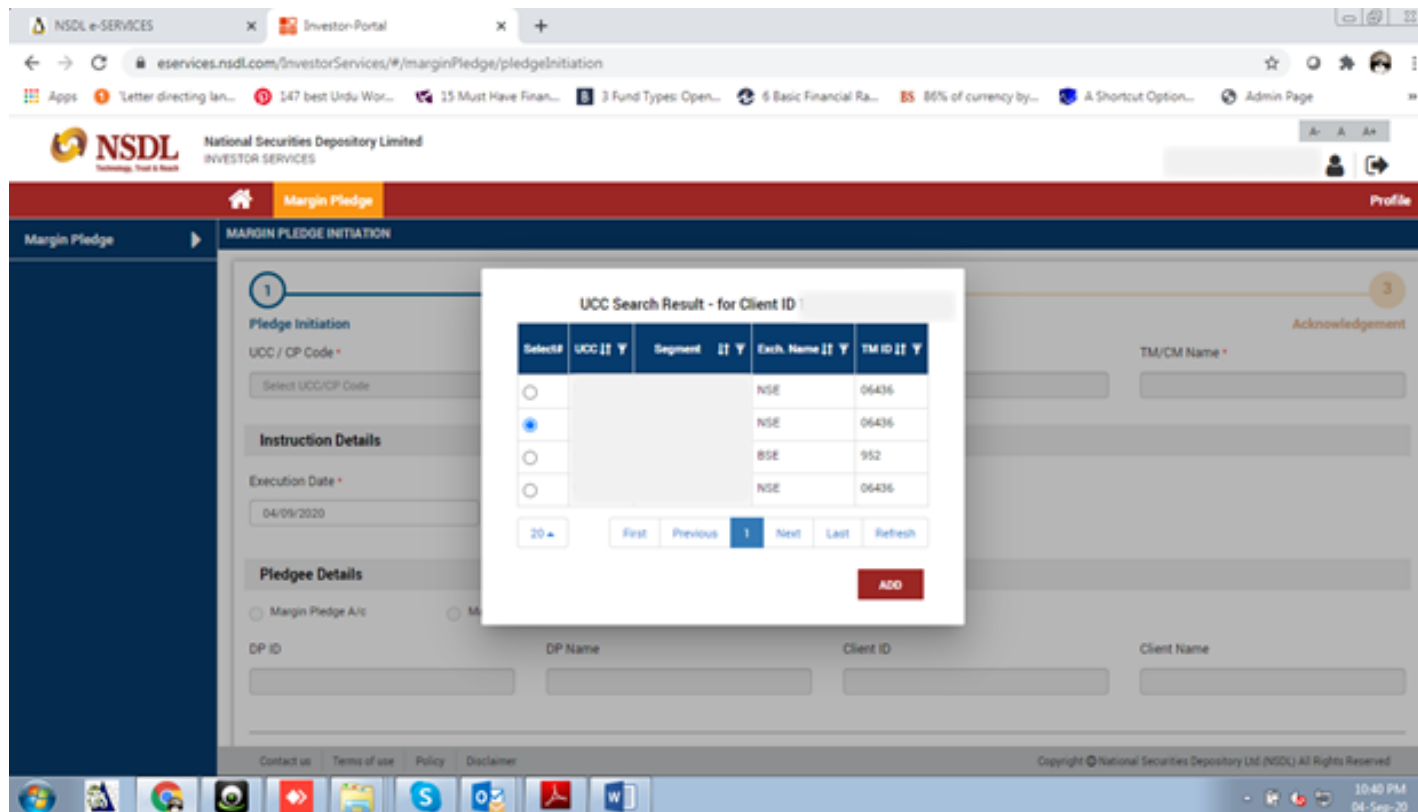 NSDL e-SERVICES
Investor-Portal
eservices.nsdl.com/InvestorServices/#/marginPledge/pledgeInitiation
Apps
'Letter directing lan...
147 best Urdu Wor...
15 Must Have Finan...
3 Fund Types: Open...
6 Basic Financial Ra...
BS 86% of currency by...
A Shortcut Option...
Admin Page
NSDL
Technology, Trust & Reach
National Securities Depository Limited
INVESTOR SERVICES
A- A A+
Margin Pledge
Profile
Margin Pledge
MARGIN PLEDGE INITIATION
1
3
Pledge Initiation
Acknowledgement
UCC / CP Code *
TM/CM Name *
Select UCC/CP Code
Instruction Details
Execution Date *
04/09/2020
Pledgee Details
Margin Pledge A/c
M
DP ID
DP Name
Client ID
Client Name
UCC Search Result - for Client ID
Select# UCC Segment Exch. Name TM ID
NSE 06436
NSE 06436
BSE 952
NSE 06436
20 First Previous 1 Next Last Refresh
ADD
Contact us Terms of use Policy Disclaimer
Copyright © National Securities Depository Ltd.(NSDL) All Rights Reserved
10:40 PM
04-Sep-20